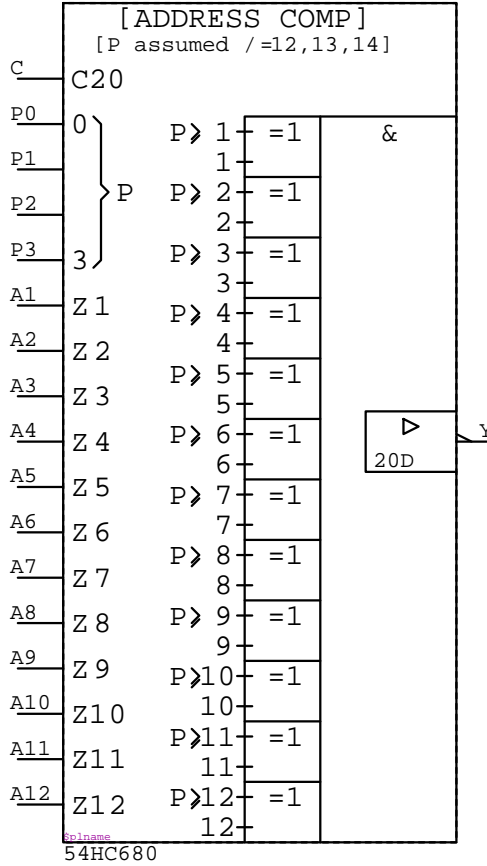 [ADDRESS COMP]
[P assumed /=12,13,14]
C C20
P0 0
P1
P2 P
P3 3
A1 Z1
A2 Z2
A3 Z3
A4 Z4
A5 Z5
A6 Z6
A7 Z7
A8 Z8
A9 Z9
A10 Z10
A11 Z11
A12 Z12
P≥ 1 =1
1
P≥ 2 =1
2
P≥ 3 =1
3
P≥ 4 =1
4
P≥ 5 =1
5
P≥ 6 =1
6
P≥ 7 =1
7
P≥ 8 =1
8
P≥ 9 =1
9
P≥10 =1
10
P≥11 =1
11
P≥12 =1
12
&
20D
Y
$plname
54HC680